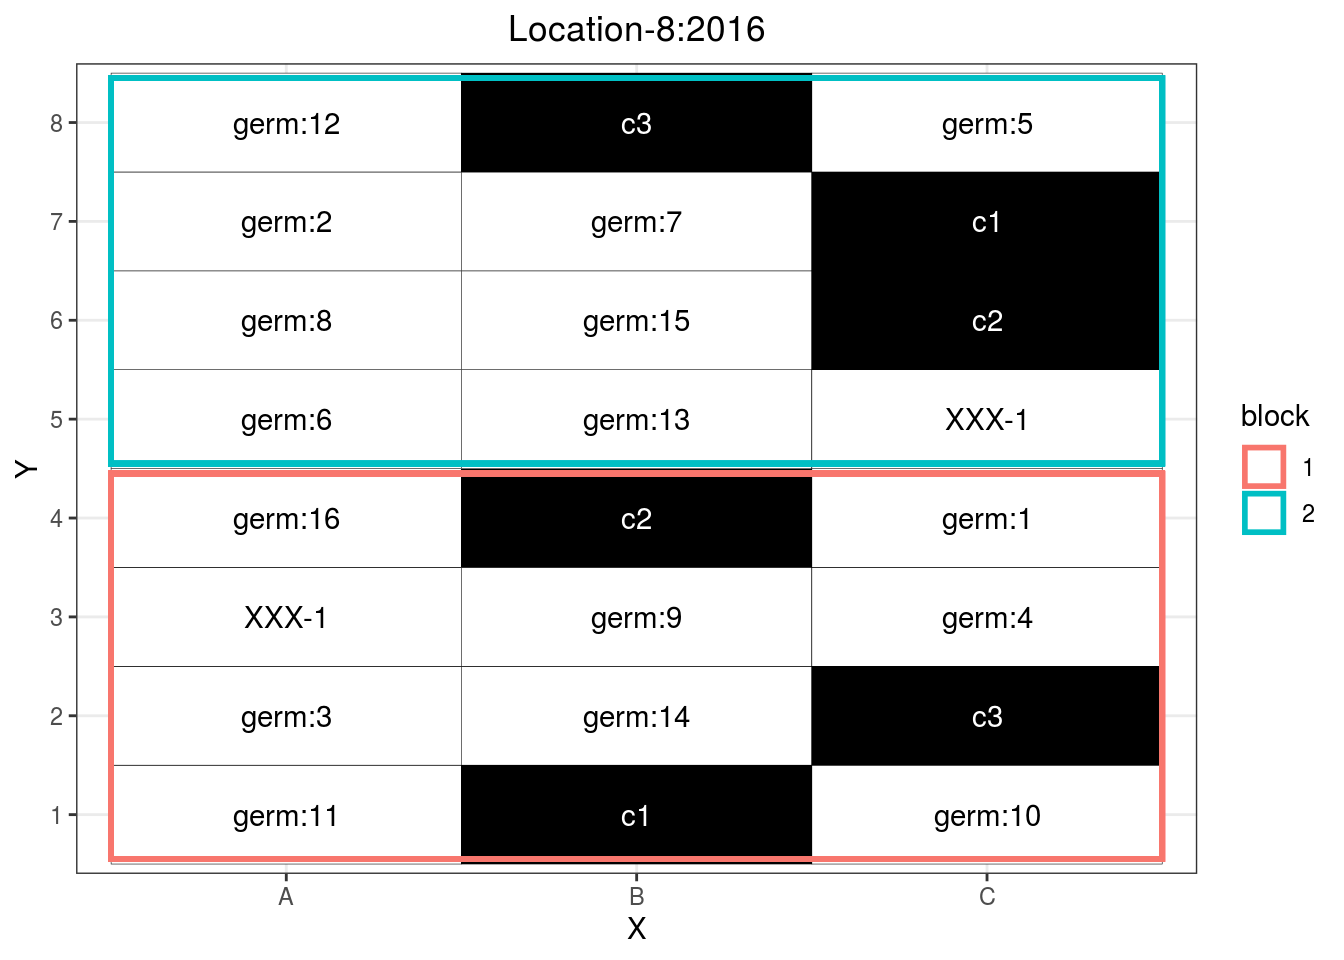 Location-8:2016
8 germ:12 c3 germ:5
7 germ:2 germ:7 c1
6 germ:8 germ:15 c2
5 germ:6 germ:13 XXX-1
4 germ:16 c2 germ:1
3 XXX-1 germ:9 germ:4
2 germ:3 germ:14 c3
1 germ:11 c1 germ:10
A B C
X
Y
block
1
2